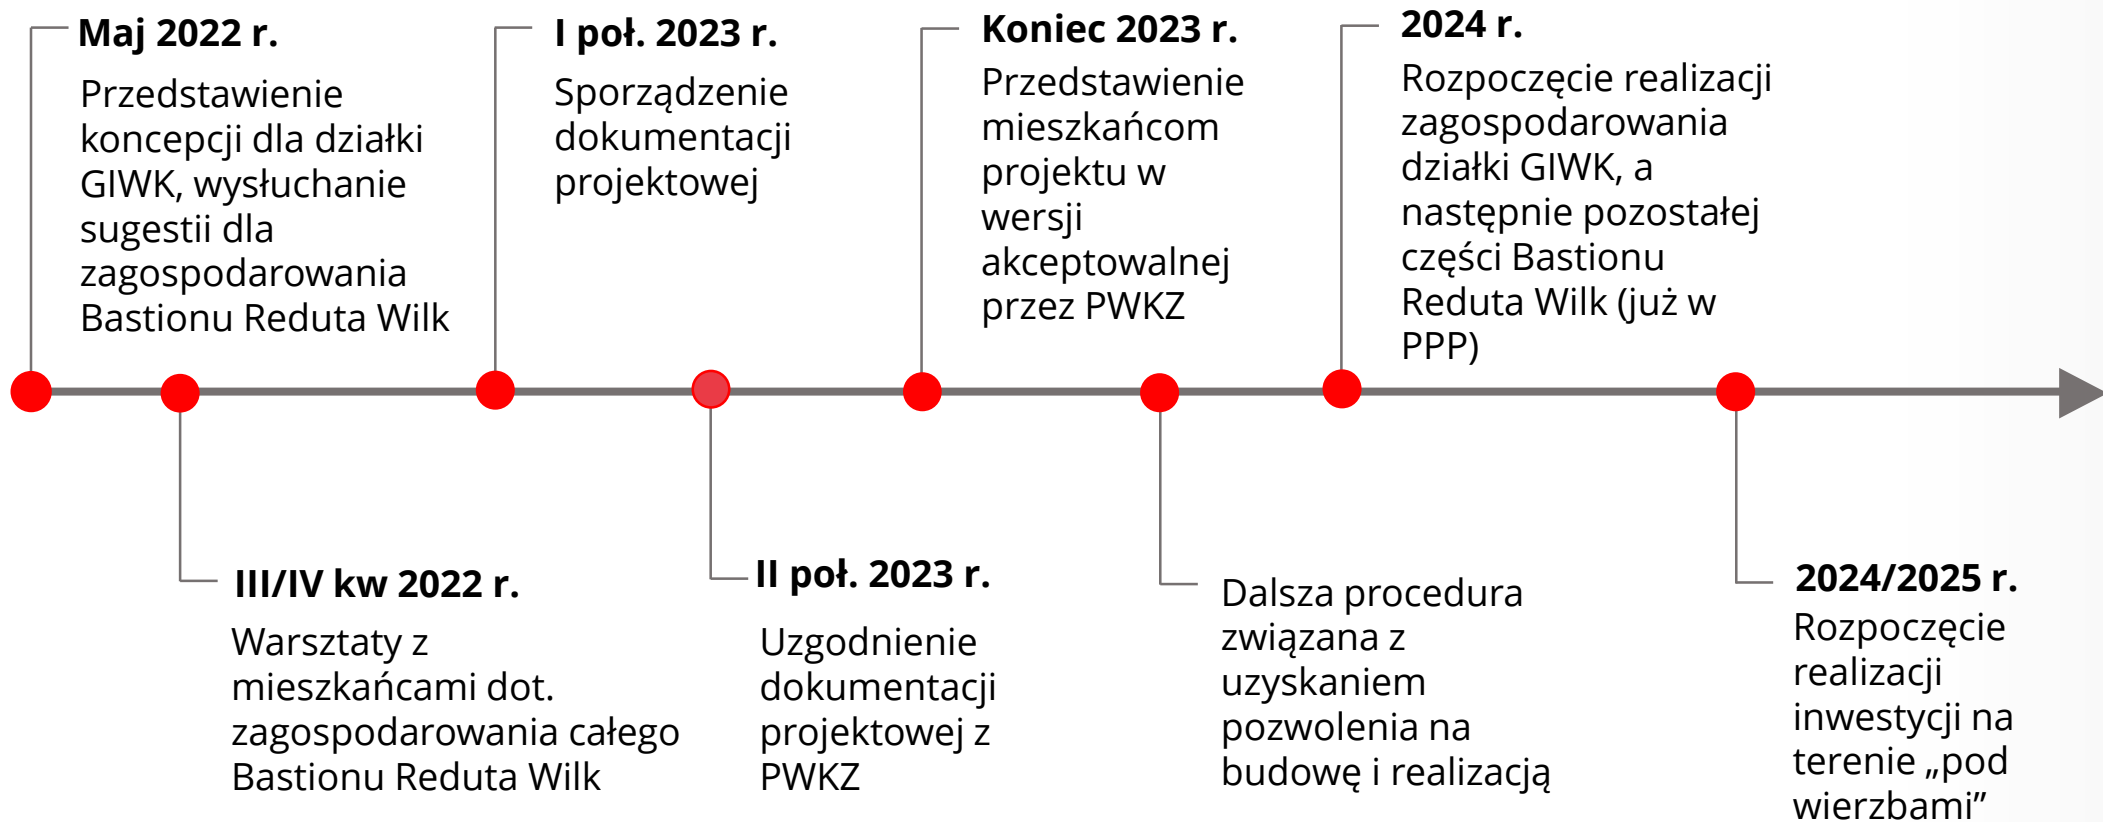 Maj 2022 r.
Przedstawienie
koncepcji dla działki
GIWK, wysłuchanie
sugestii dla
zagospodarowania
Bastionu Reduta Wilk
III/IV kw 2022 r.
Warsztaty z
mieszkańcami dot.
zagospodarowania całego
Bastionu Reduta Wilk
I poł. 2023 r.
Sporządzenie
dokumentacji
projektowej
II poł. 2023 r.
Uzgodnienie
dokumentacji
projektowej z
PWKZ
Koniec 2023 r.
Przedstawienie
mieszkańcom
projektu w
wersji
akceptowalnej
przez PWKZ
Dalsza procedura
związana z
uzyskaniem
pozwolenia na
budowę i realizacją
2024 r.
Rozpoczęcie realizacji
zagospodarowania
działki GIWK, a
następnie pozostałej
części Bastionu
Reduta Wilk (już w
PPP)
2024/2025 r.
Rozpoczęcie
realizacji
inwestycji na
terenie „pod
wierzbami”